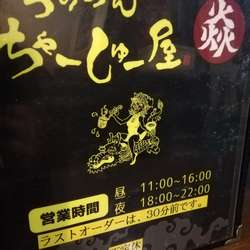 ちゃーしゅー屋
焱
昼 11:00~16:00
営業時間 夜 18:00~22:00
ラストオーダーは、30分前です。